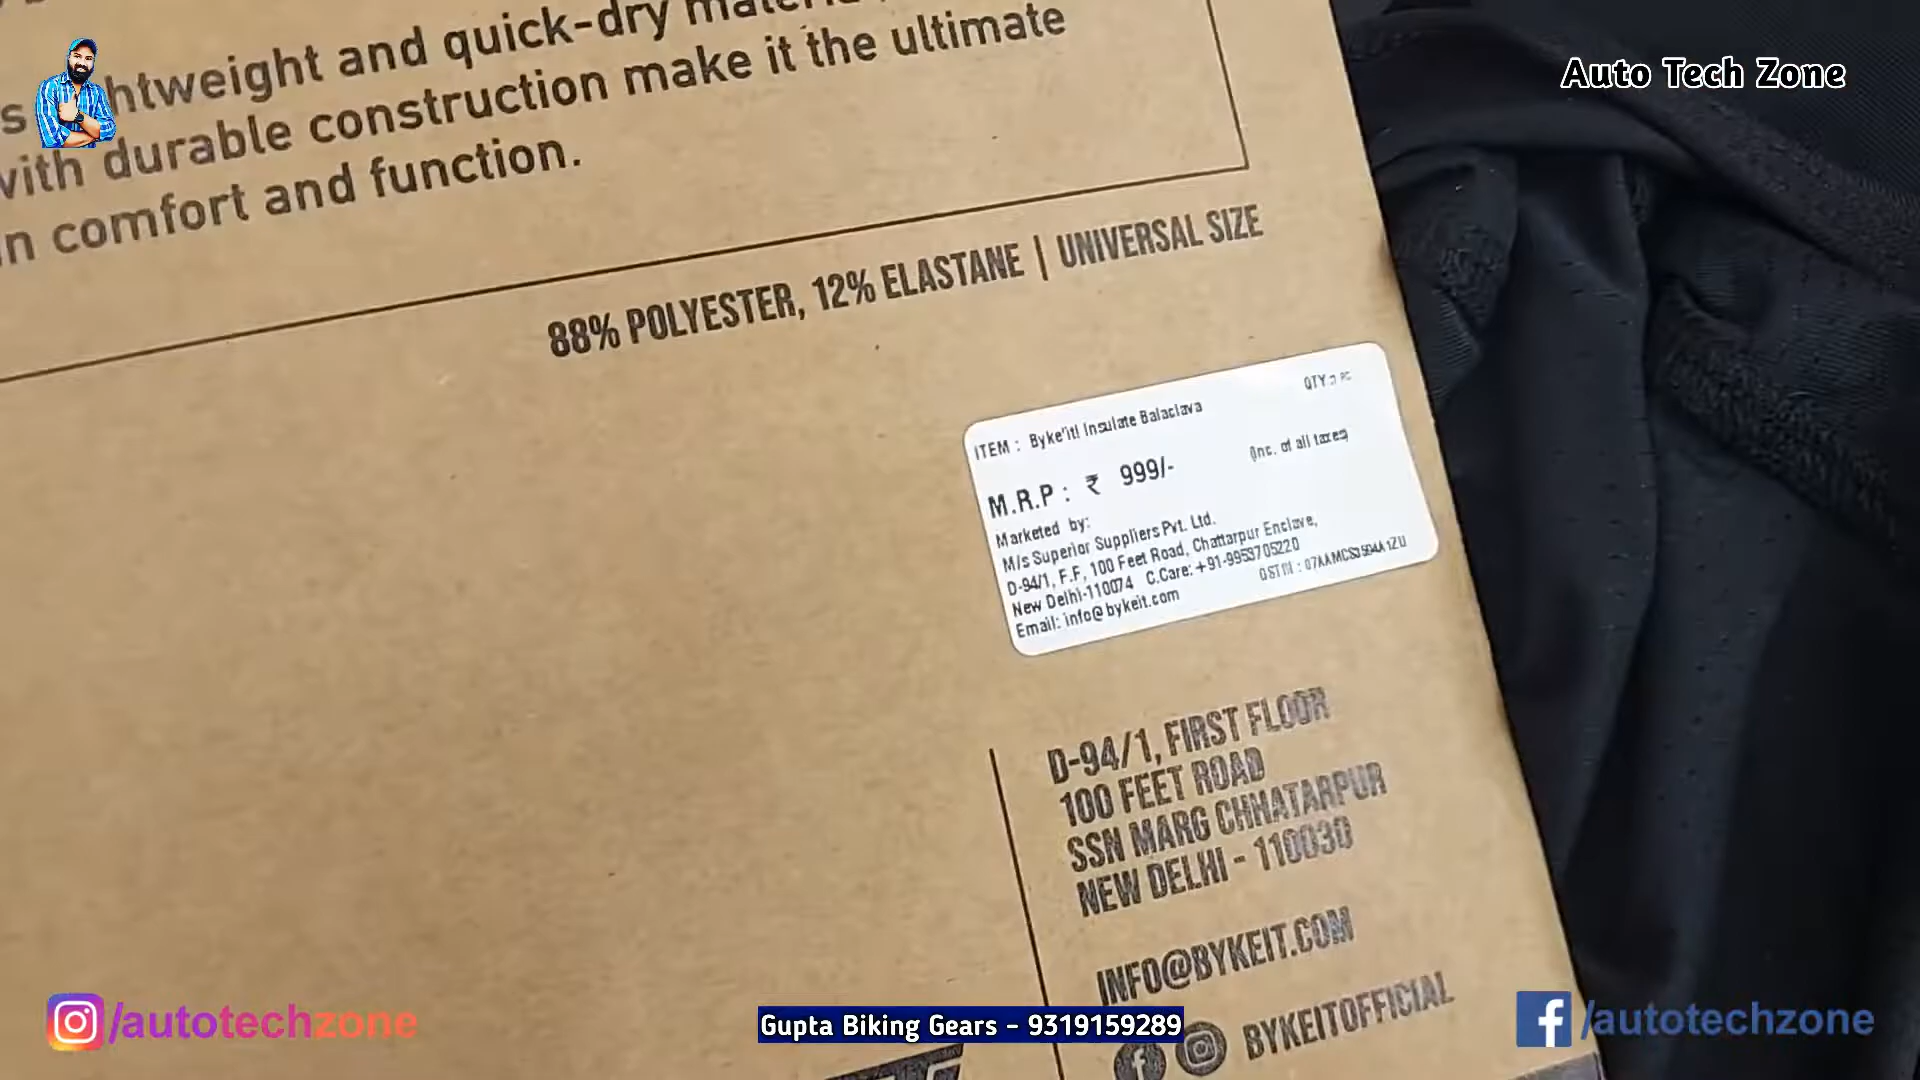 Auto Tech Zone
lightweight and quick-dry
with durable construction make it the ultimate
in comfort and function.
88% POLYESTER, 12% ELASTANE | UNIVERSAL SIZE
ITEM : Byke'it! Insulate Balaclava
QTY :
M.R.P : ₹ 999/- (Inc. of all taxes)
Marketed by:
M/s Superior Suppliers Pvt. Ltd.
D-94/1, F.F, 100 Feet Road, Chattarpur Enclave,
New Delhi-110074 C.Care: +91-9953705220
Email: info@bykeit.com GSTIN :
D-94/1, FIRST FLOOR
100 FEET ROAD
SSN MARG CHHATARPUR
NEW DELHI - 110030
INFO@BYKEIT.COM
BYKEITOFFICIAL
/autotechzone
Gupta Biking Gears - 9319159289
/autotechzone